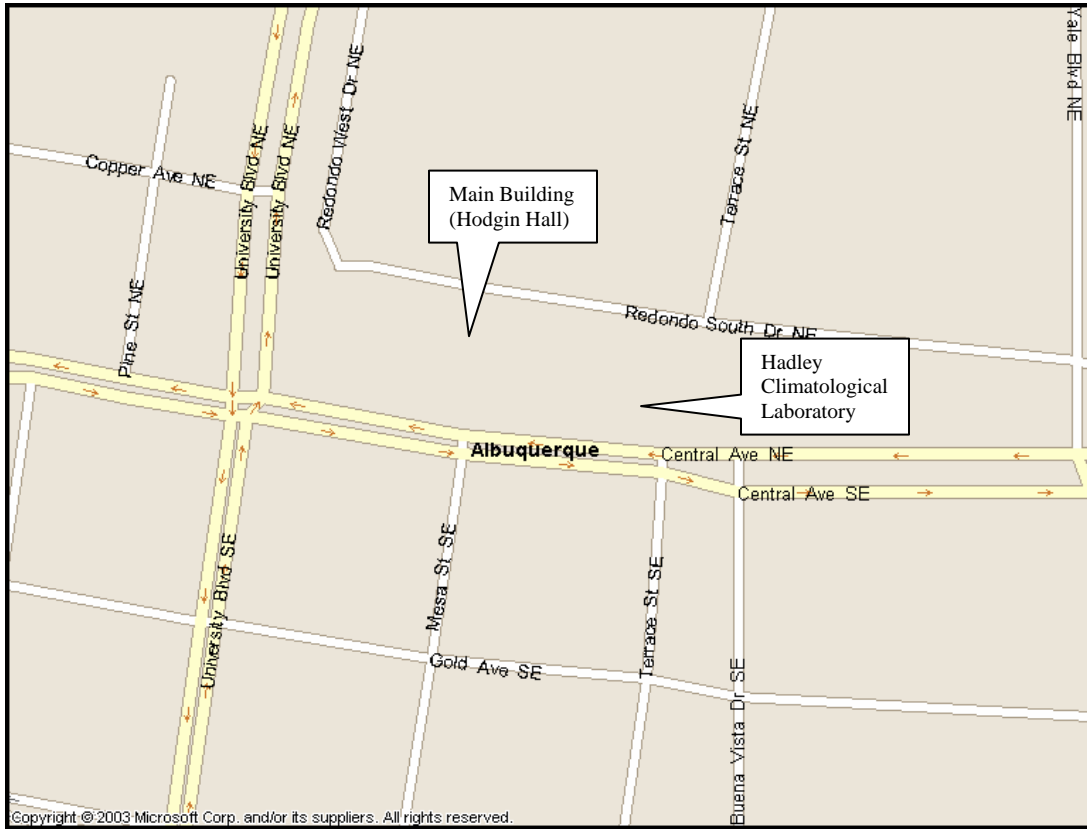 Yale Blvd NE
Redondo West Dr NE
Terrace St NE
Copper Ave NE
University Blvd NE
University Blvd NE
Main Building
(Hodgin Hall)
Pine St NE
Redondo South Dr NE
Hadley
Climatological
Laboratory
Albuquerque
Central Ave NE
Central Ave SE
University Blvd SE
Mesa St SE
Terrace St SE
Gold Ave SE
Buena Vista Dr SE
Copyright © 2003 Microsoft Corp. and/or its suppliers. All rights reserved.